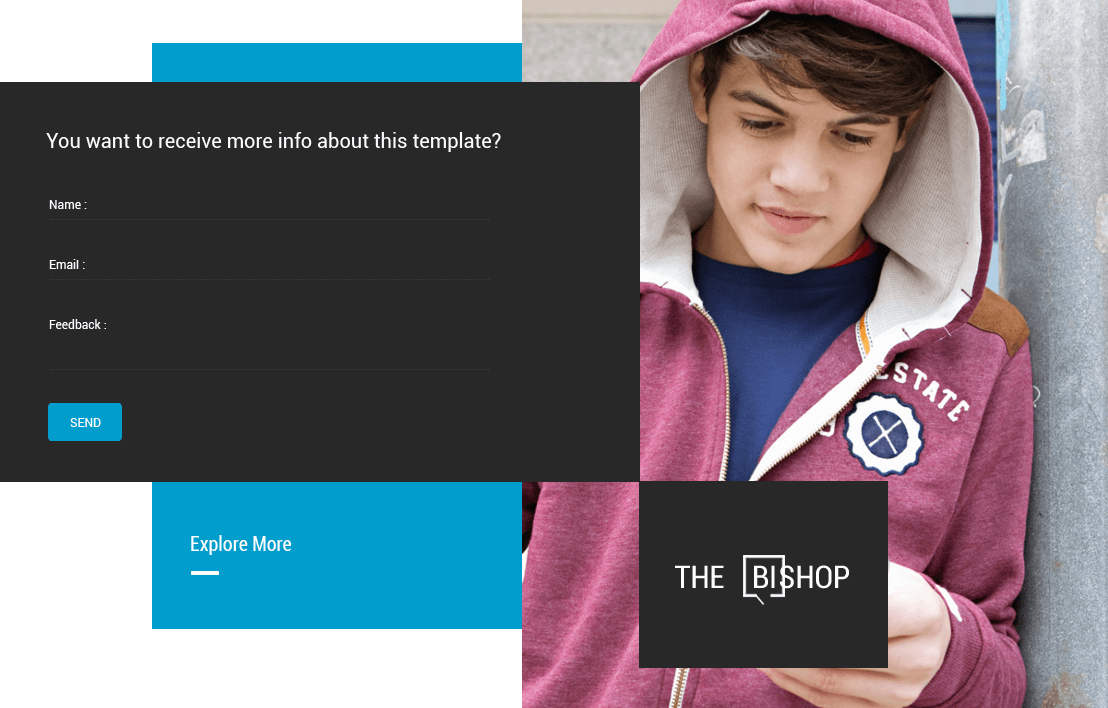 You want to receive more info about this template?
Name :
Email :
Feedback :
SEND
Explore More
THE BISHOP
ESTATE